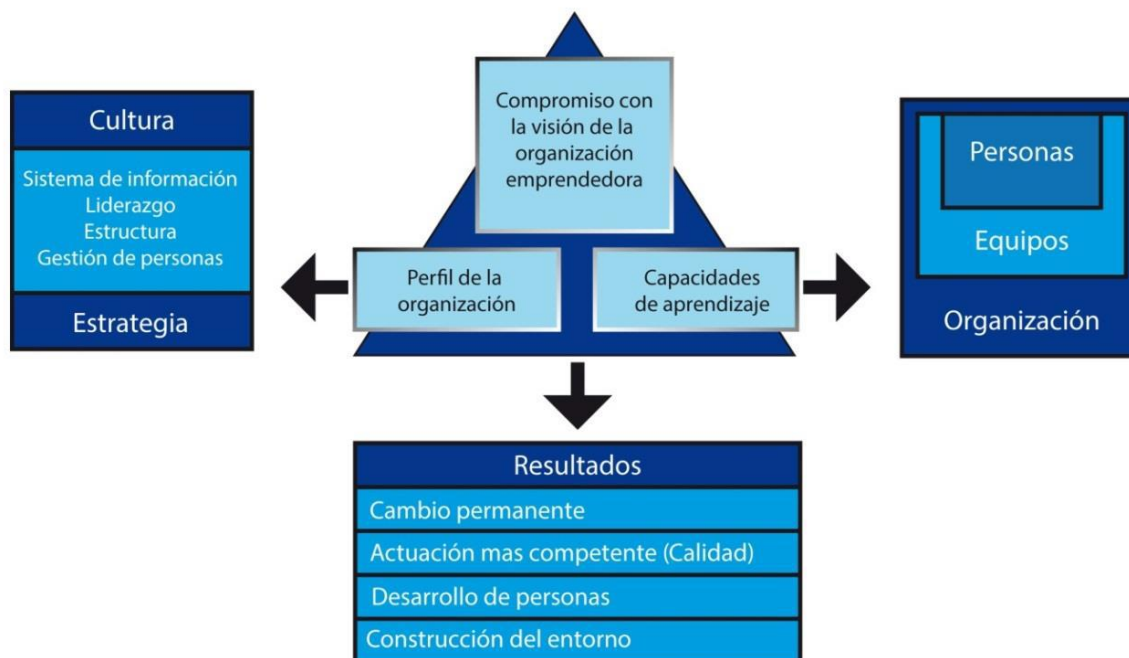 Cultura
Sistema de información
Liderazgo
Estructura
Gestión de personas
Estrategia
Compromiso con
la visión de la
organización
emprendedora
Perfil de la
organización
Capacidades
de aprendizaje
Personas
Equipos
Organización
Resultados
Cambio permanente
Actuación mas competente (Calidad)
Desarrollo de personas
Construcción del entorno